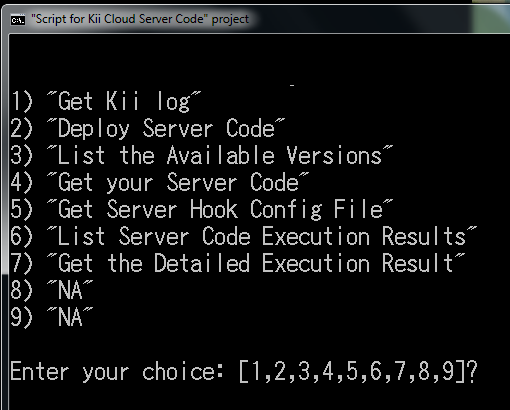 "Script for Kii Cloud Server Code" project
1) "Get Kii log"
2) "Deploy Server Code"
3) "List the Available Versions"
4) "Get your Server Code"
5) "Get Server Hook Config File"
6) "List Server Code Execution Results"
7) "Get the Detailed Execution Result"
8) "NA"
9) "NA"
Enter your choice: [1,2,3,4,5,6,7,8,9]?